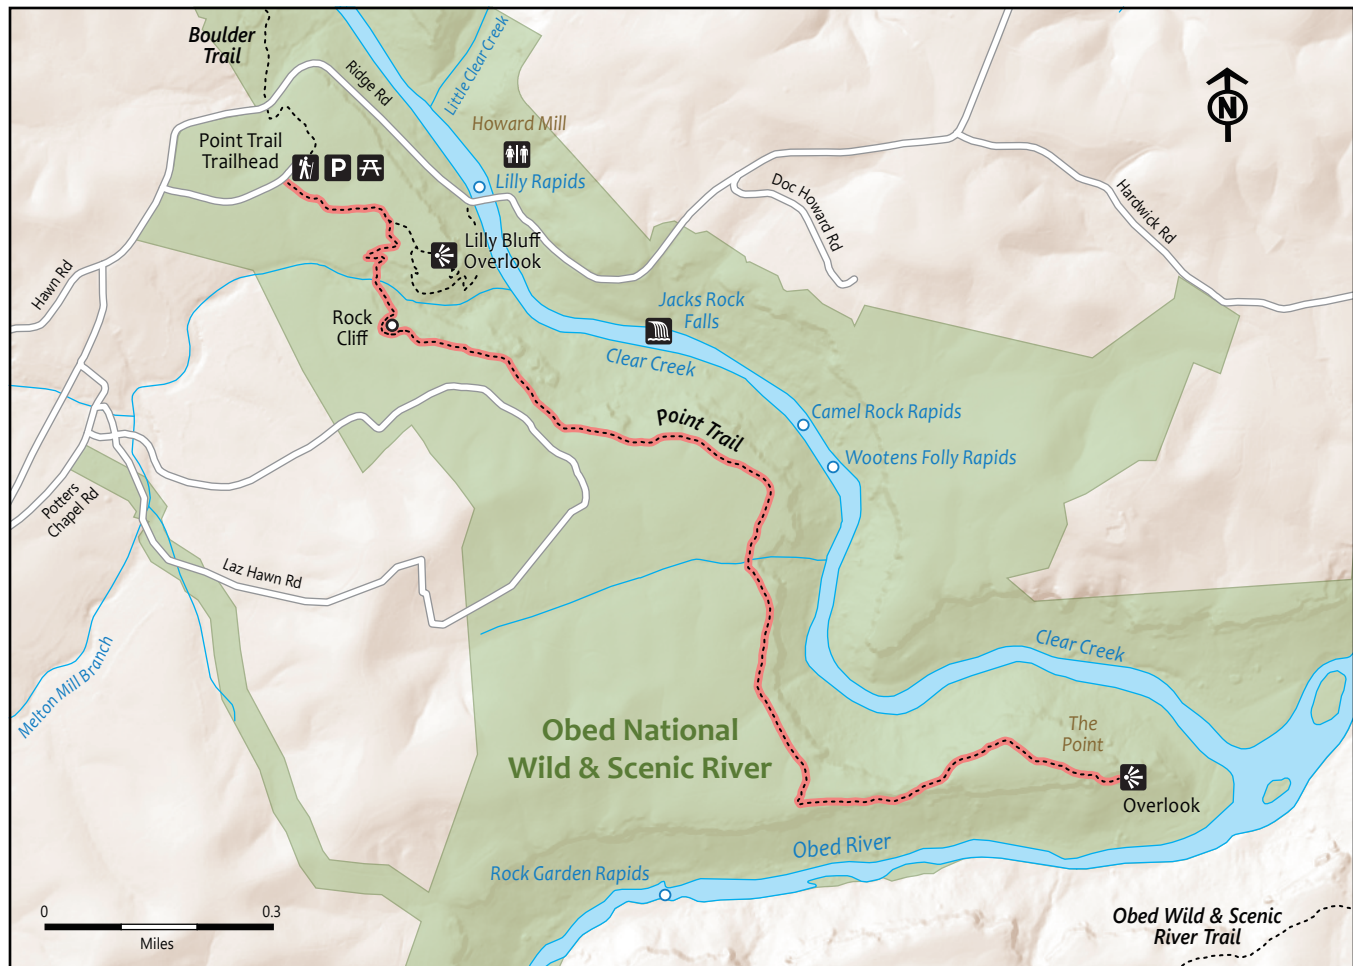 Boulder
Trail
Ridge Rd
Little Clear Creek
Howard Mill
Point Trail
Trailhead
P
Lilly Rapids
N
Doc Howard Rd
Hardwick Rd
Hawn Rd
Lilly Bluff
Overlook
Jacks Rock
Falls
Rock
Cliff
Clear Creek
Point Trail
Camel Rock Rapids
Wootens Folly Rapids
Potters
Chapel Rd
Laz Hawn Rd
Melton Mill Branch
Clear Creek
Obed National
Wild & Scenic River
The
Point
Overlook
Obed River
Rock Garden Rapids
0 0.3
Miles
Obed Wild & Scenic
River Trail